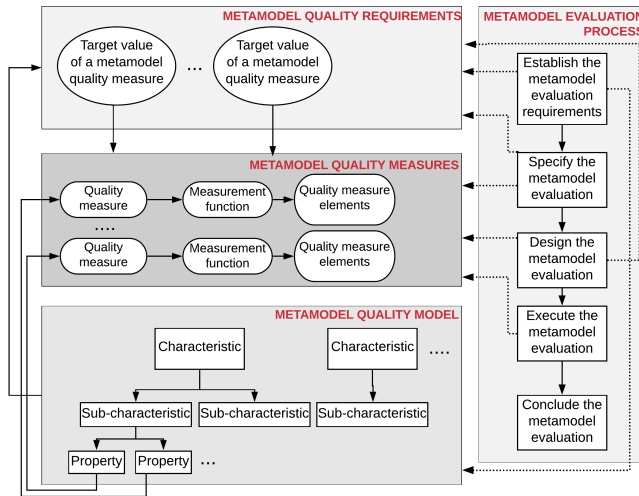 METAMODEL QUALITY REQUIREMENTS
Target value
of a metamodel
quality measure
...
Target value
of a metamodel
quality measure
METAMODEL QUALITY MEASURES
Quality
measure
Measurement
function
Quality measure
elements
....
Quality
measure
Measurement
function
Quality measure
elements
METAMODEL QUALITY MODEL
Characteristic
Characteristic
....
Sub-characteristic
Sub-characteristic
Sub-characteristic
Property
Property
...
METAMODEL EVALUATION
PROCESS
Establish the
metamodel
evaluation
requirements
Specify the
metamodel
evaluation
Design the
metamodel
evaluation
Execute the
metamodel
evaluation
Conclude the
metamodel
evaluation